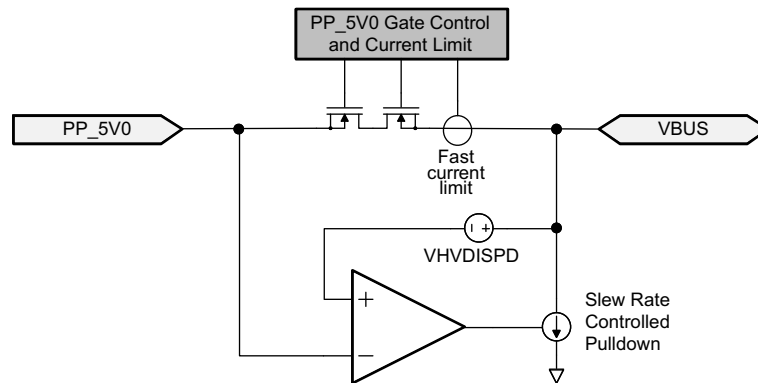 PP_5V0 Gate Control
and Current Limit
PP_5V0
VBUS
Fast
current
limit
VHVDISPD
Slew Rate
Controlled
Pulldown